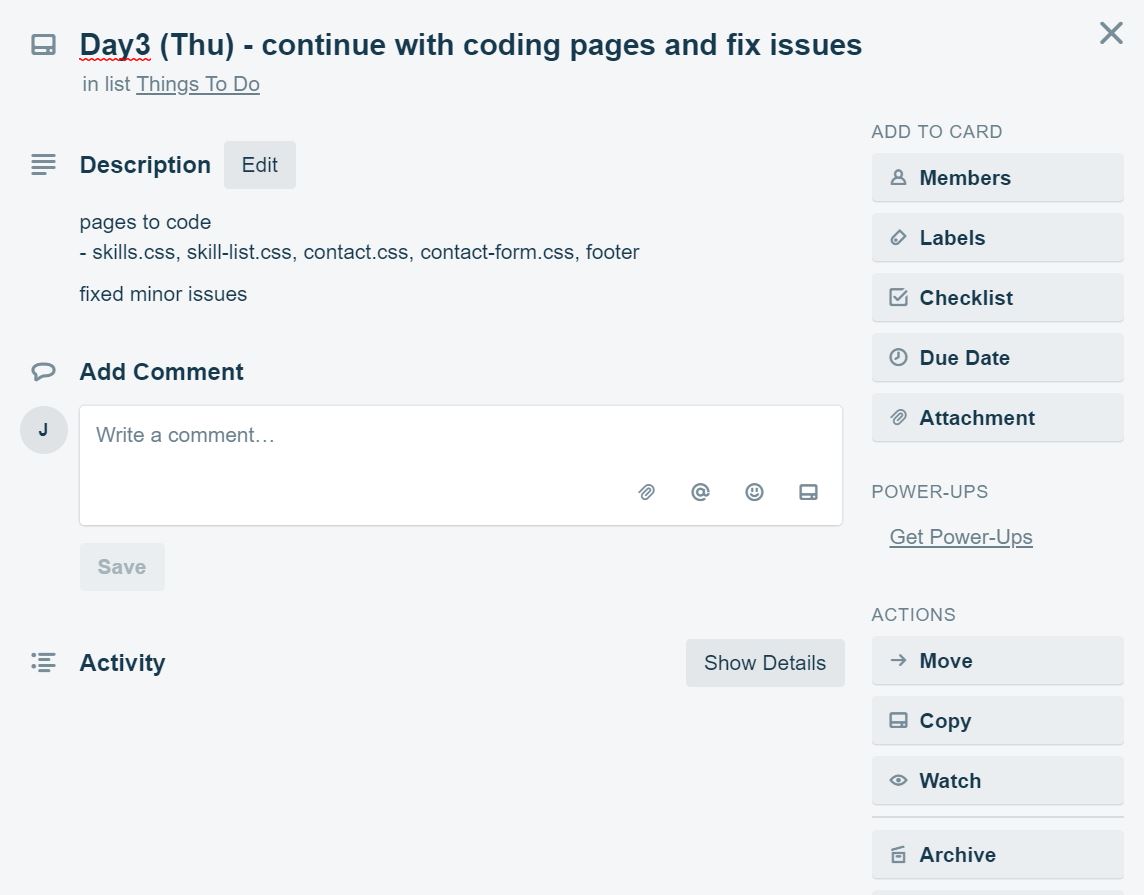 Day3 (Thu) - continue with coding pages and fix issues
in list Things To Do
Description
Edit
pages to code
- skills.css, skill-list.css, contact.css, contact-form.css, footer
fixed minor issues
Add Comment
J
Write a comment…
Save
Activity
Show Details
ADD TO CARD
Members
Labels
Checklist
Due Date
Attachment
POWER-UPS
Get Power-Ups
ACTIONS
Move
Copy
Watch
Archive